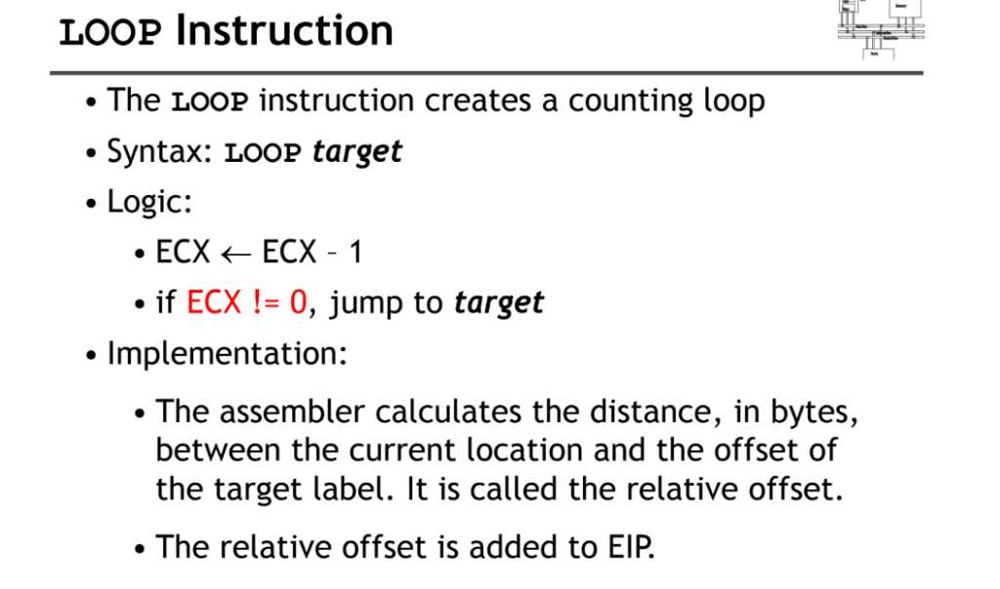 LOOP Instruction
• The LOOP instruction creates a counting loop
• Syntax: LOOP target
• Logic:
• ECX ← ECX – 1
• if ECX != 0, jump to target
• Implementation:
• The assembler calculates the distance, in bytes,
between the current location and the offset of
the target label. It is called the relative offset.
• The relative offset is added to EIP.